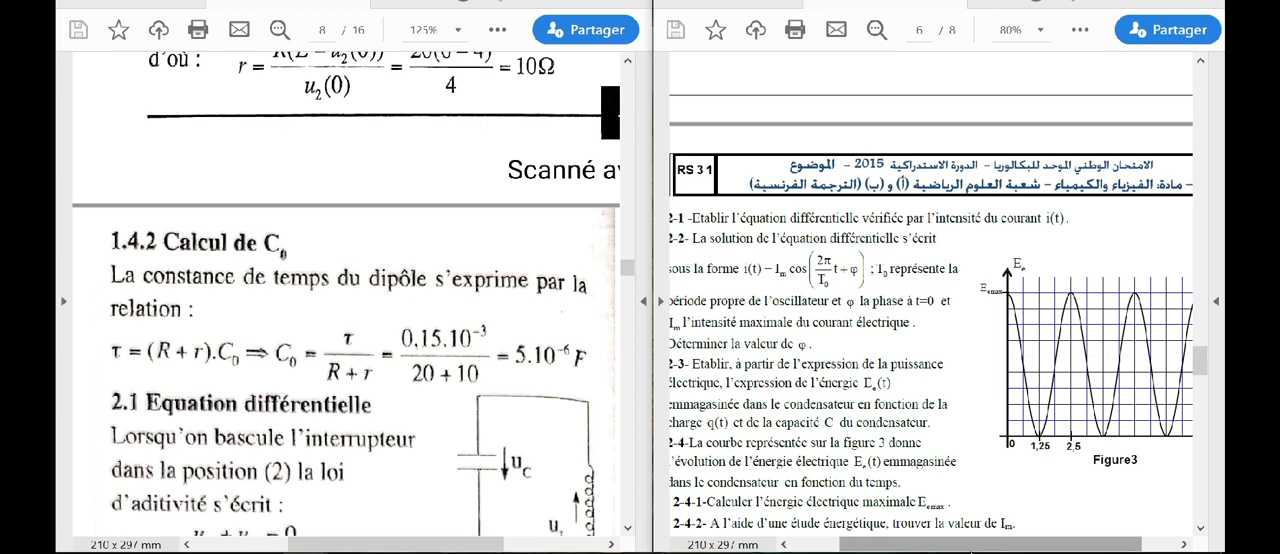 8 / 16
125%
Partager
6 / 8
80%
Partager
d'où :
r =
u₂(0)
=
4
= 10Ω
Scanné
1.4.2 Calcul de C₀
La constante de temps du dipôle s'exprime par la
relation :
τ = (R + r).C₀ ⇒ C₀ = τ / (R + r) = 0,15.10⁻³ / (20 + 10) = 5.10⁻⁶ F
2.1 Equation différentielle
Lorsqu'on bascule l'interrupteur
dans la position (2) la loi
d'aditivité s'écrit :
u_C
210 x 297 mm
RS 31
الامتحان الوطني الموحد للبكالوريا – الدورة الاستدراكية 2015 – الموضوع
– مادة: الفيزياء والكيمياء – شعبة العلوم الرياضية (أ) و (ب) (الترجمة الفرنسية)
2-1 -Etablir l'équation différentielle vérifiée par l'intensité du courant i(t).
2-2- La solution de l'équation différentielle s'écrit
sous la forme i(t) = Iₘ cos(2π/T₀ t + φ) ; T₀ représente la
période propre de l'oscillateur et φ la phase à t=0 et
Iₘ l'intensité maximale du courant électrique .
Déterminer la valeur de φ .
2-3- Etablir, à partir de l'expression de la puissance
électrique, l'expression de l'énergie Eₑ(t)
emmagasinée dans le condensateur en fonction de la
charge q(t) et de la capacité C du condensateur.
2-4-La courbe représentée sur la figure 3 donne
l'évolution de l'énergie électrique Eₑ(t) emmagasinée
dans le condensateur en fonction du temps.
2-4-1-Calculer l'énergie électrique maximale Eₑₘₐₓ .
2-4-2- A l'aide d'une étude énergétique, trouver la valeur de Iₘ.
Eₑ
Eₑₘₐₓ
0
1,25
2,5
Figure3
210 x 297 mm